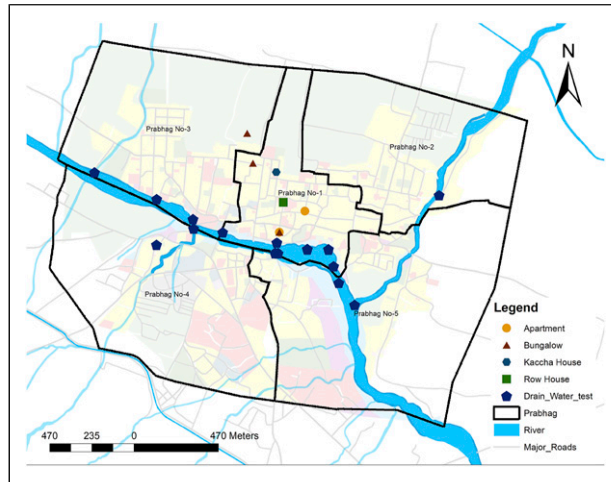 N
Prabhag No-3
Prabhag No-2
Prabhag No-1
Prabhag No-4
Prabhag No-5
Legend
Apartment
Bungalow
Kaccha House
Row House
Drain_Water_test
Prabhag
River
Major_Roads
470 235 0 470 Meters